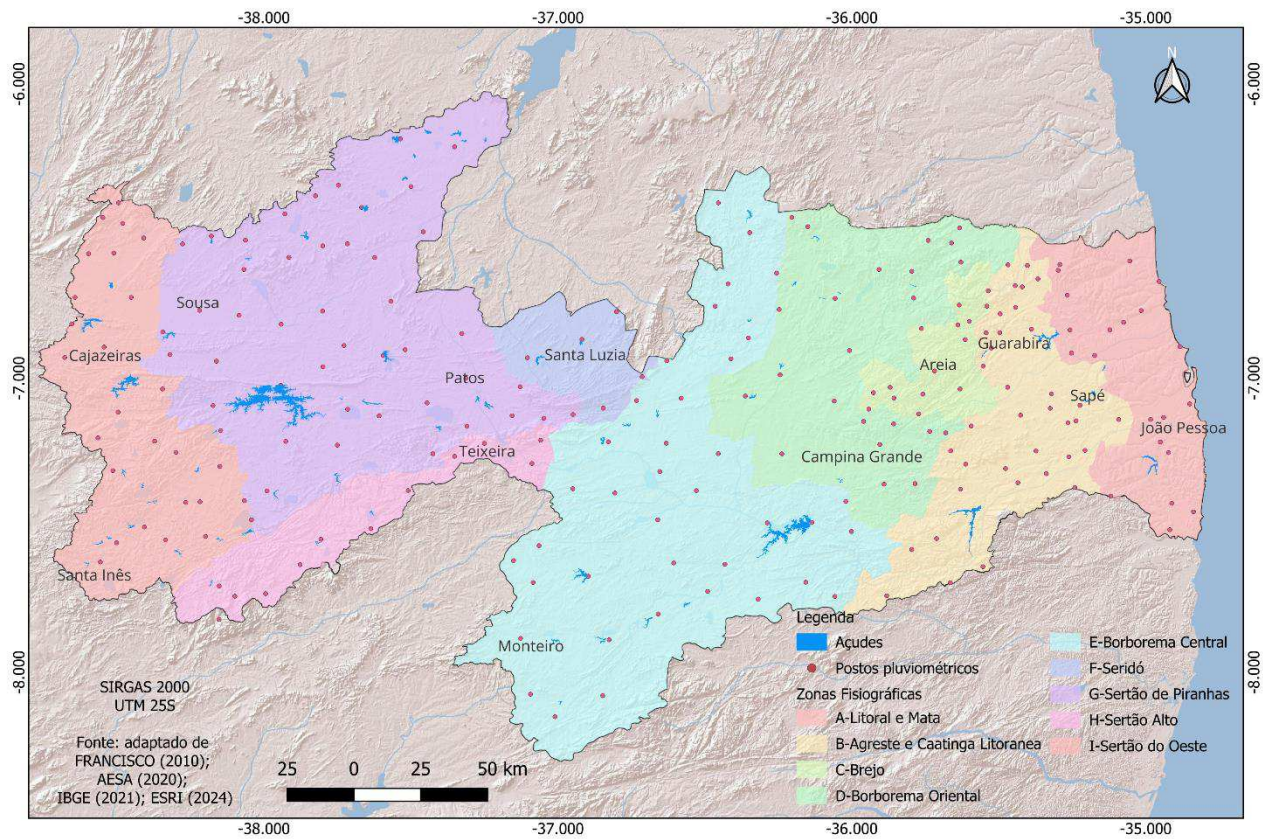 -38.000
-37.000
-36.000
-35.000
-6.000
-6.000
N
Sousa
Cajazeiras
Santa Luzia
Guarabira
-7.000
-7.000
Patos
Areia
Sapé
João Pessoa
Teixeira
Campina Grande
Santa Inês
Monteiro
-8.000
-8.000
SIRGAS 2000
UTM 25S
Fonte: adaptado de
FRANCISCO (2010);
AESA (2020);
IBGE (2021); ESRI (2024)
25 0 25 50 km
Legenda
Açudes
Postos pluviométricos
Zonas Fisiográficas
A-Litoral e Mata
B-Agreste e Caatinga Litoranea
C-Brejo
D-Borborema Oriental
E-Borborema Central
F-Seridó
G-Sertão de Piranhas
H-Sertão Alto
I-Sertão do Oeste
-38.000
-37.000
-36.000
-35.000